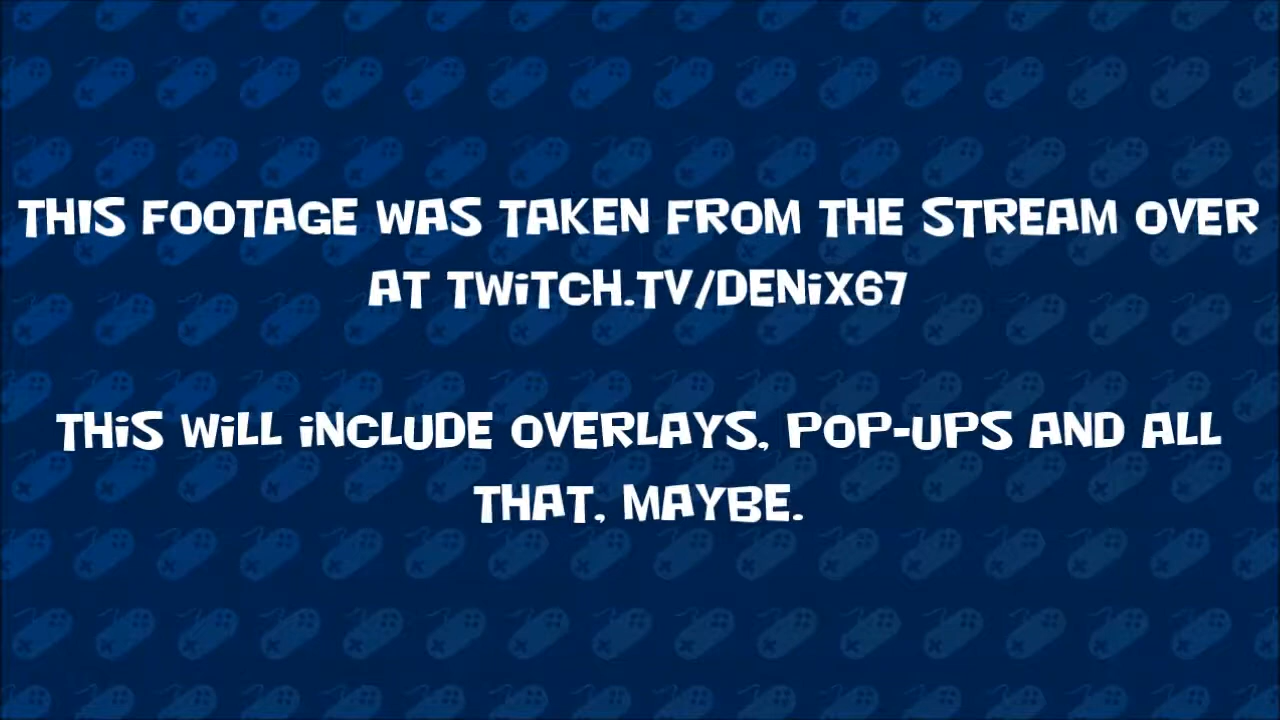 THIS FOOTAGE WAS TAKEN FROM THE STREAM OVER
AT TWiTCH.TV/DENiX67
THiS WiLL iNCLUDE OVERLAYS, POP-UPS AND ALL
THAT, MAYBE.